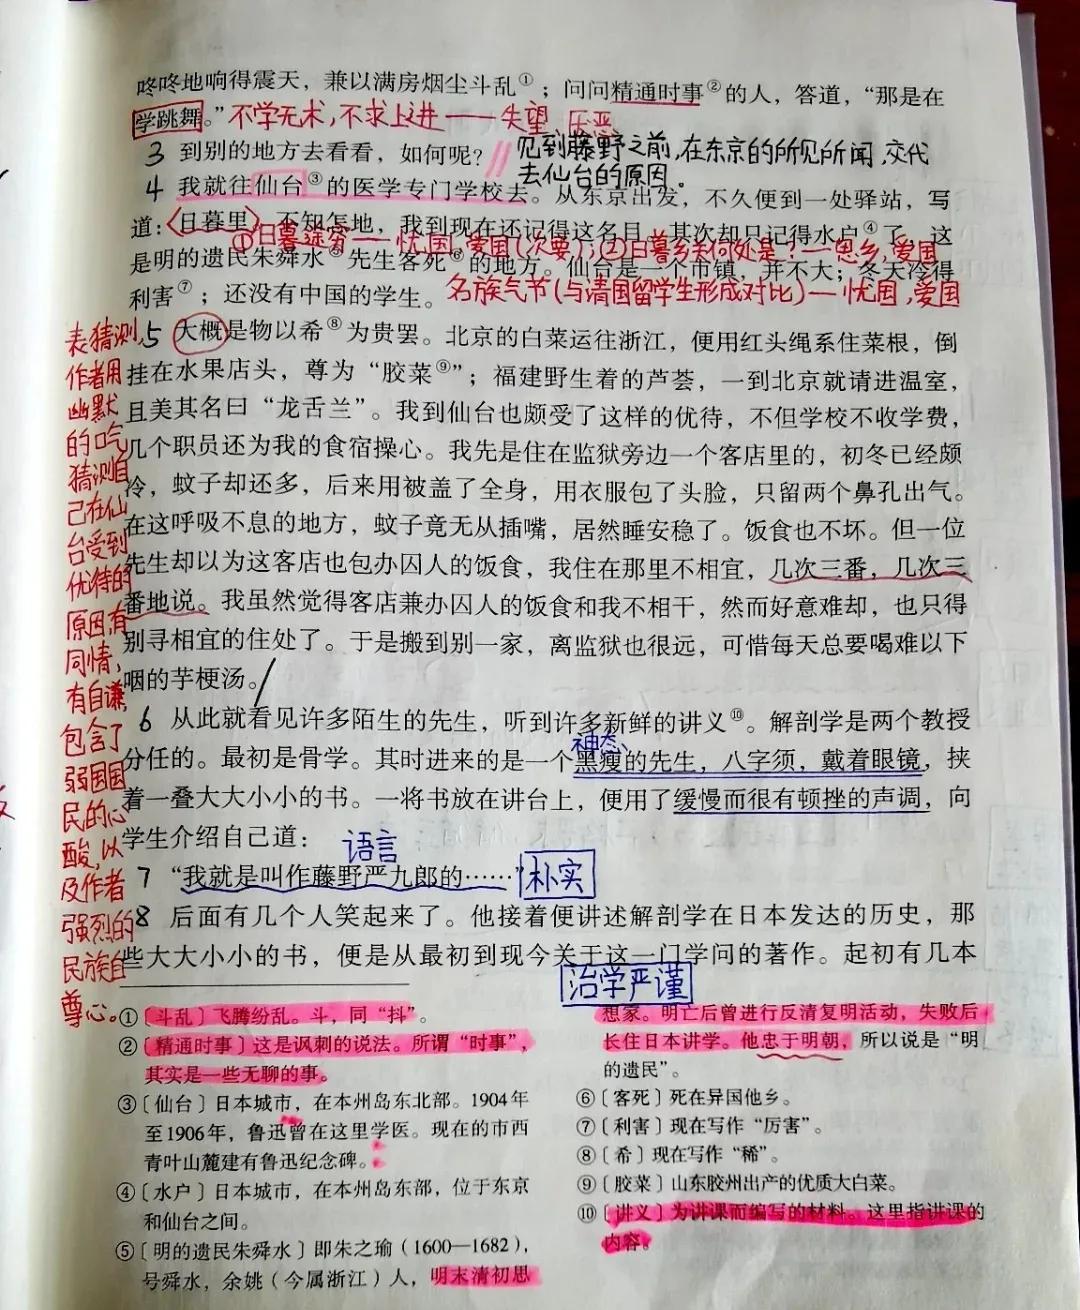 咚咚地响得震天，兼以满房烟尘斗乱①；问问精通时事②的人，答道，“那是在
学跳舞。”不学无术，不求上进——失望 厌恶
3 到别的地方去看看，如何呢？ 见到藤野之前，在东京的所见所闻，交代
去仙台的原因。
4 我就往仙台③的医学专门学校去。从东京出发，不久便到一处驿站，写
道：日暮里。不知怎地，我到现在还记得这名目。其次却只记得水户④了，这
①日暮途穷——忧国，爱国（次要）；②日暮乡关何处是？——思乡，爱国
是明的遗民朱舜水⑤先生客死⑥的地方。仙台是一个市镇，并不大；冬天冷得
利害⑦；还没有中国的学生。 名族气节（与清国留学生形成对比）—忧国，爱国
5 大概是物以希⑧为贵罢。北京的白菜运往浙江，便用红头绳系住菜根，倒
挂在水果店头，尊为“胶菜⑨”；福建野生着的芦荟，一到北京就请进温室，
且美其名曰“龙舌兰”。我到仙台也颇受了这样的优待，不但学校不收学费，
几个职员还为我的食宿操心。我先是住在监狱旁边一个客店里的，初冬已经颇
冷，蚊子却还多，后来用被盖了全身，用衣服包了头脸，只留两个鼻孔出气。
在这呼吸不息的地方，蚊子竟无从插嘴，居然睡安稳了。饭食也不坏。但一位
先生却以为这客店也包办囚人的饭食，我住在那里不相宜，几次三番，几次三
番地说。我虽然觉得客店兼办囚人的饭食和我不相干，然而好意难却，也只得
别寻相宜的住处了。于是搬到别一家，离监狱也很远，可惜每天总要喝难以下
咽的芋梗汤。
表猜测，
作者用
幽默
的口气
猜测自
己在仙
台受到
优待的
原因，有
同情，
有自谦，
包含了
弱国国
民的心
酸，以
及作者
强烈的
民族自
尊心。
6 从此就看见许多陌生的先生，听到许多新鲜的讲义⑩。解剖学是两个教授
神态、
分任的。最初是骨学。其时进来的是一个黑瘦的先生，八字须，戴着眼镜，挟
着一叠大大小小的书。一将书放在讲台上，便用了缓慢而很有顿挫的声调，向
学生介绍自己道：
语言
7 “我就是叫作藤野严九郎的……” 朴实
8 后面有几个人笑起来了。他接着便讲述解剖学在日本发达的历史，那
些大大小小的书，便是从最初到现今关于这一门学问的著作。起初有几本
治学严谨
①〔斗乱〕飞腾纷乱。斗，同“抖”。
②〔精通时事〕这是讽刺的说法。所谓“时事”，
其实是一些无聊的事。
③〔仙台〕日本城市，在本州岛东北部。1904年
至1906年，鲁迅曾在这里学医。现在的市西
青叶山麓建有鲁迅纪念碑。
④〔水户〕日本城市，在本州岛东部，位于东京
和仙台之间。
⑤〔明的遗民朱舜水〕即朱之瑜（1600—1682），
号舜水，余姚（今属浙江）人，明末清初思
想家。明亡后曾进行反清复明活动，失败后
长住日本讲学。他忠于明朝，所以说是“明
的遗民”。
⑥〔客死〕死在异国他乡。
⑦〔利害〕现在写作“厉害”。
⑧〔希〕现在写作“稀”。
⑨〔胶菜〕山东胶州出产的优质大白菜。
⑩〔讲义〕为讲课而编写的材料。这里指讲课的
内容。